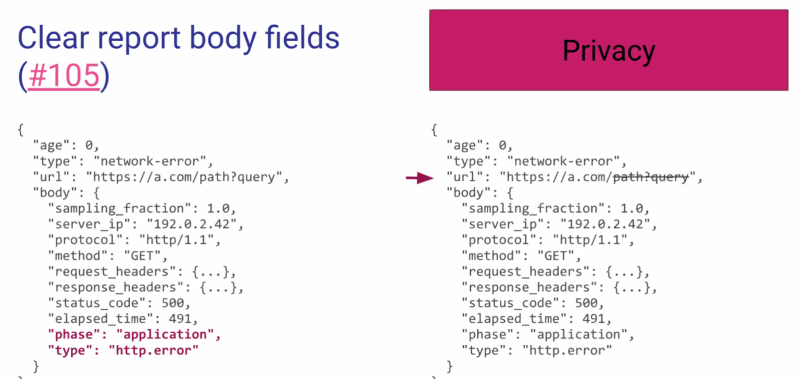 Clear report body fields
(#105)
Privacy
{
  "age": 0,
  "type": "network-error",
  "url": "https://a.com/path?query",
  "body": {
    "sampling_fraction": 1.0,
    "server_ip": "192.0.2.42",
    "protocol": "http/1.1",
    "method": "GET",
    "request_headers": {...},
    "response_headers": {...},
    "status_code": 500,
    "elapsed_time": 491,
    "phase": "application",
    "type": "http.error"
  }
}
{
  "age": 0,
  "type": "network-error",
  "url": "https://a.com/path?query",
  "body": {
    "sampling_fraction": 1.0,
    "server_ip": "192.0.2.42",
    "protocol": "http/1.1",
    "method": "GET",
    "request_headers": {...},
    "response_headers": {...},
    "status_code": 500,
    "elapsed_time": 491,
    "phase": "application",
    "type": "http.error"
  }
}